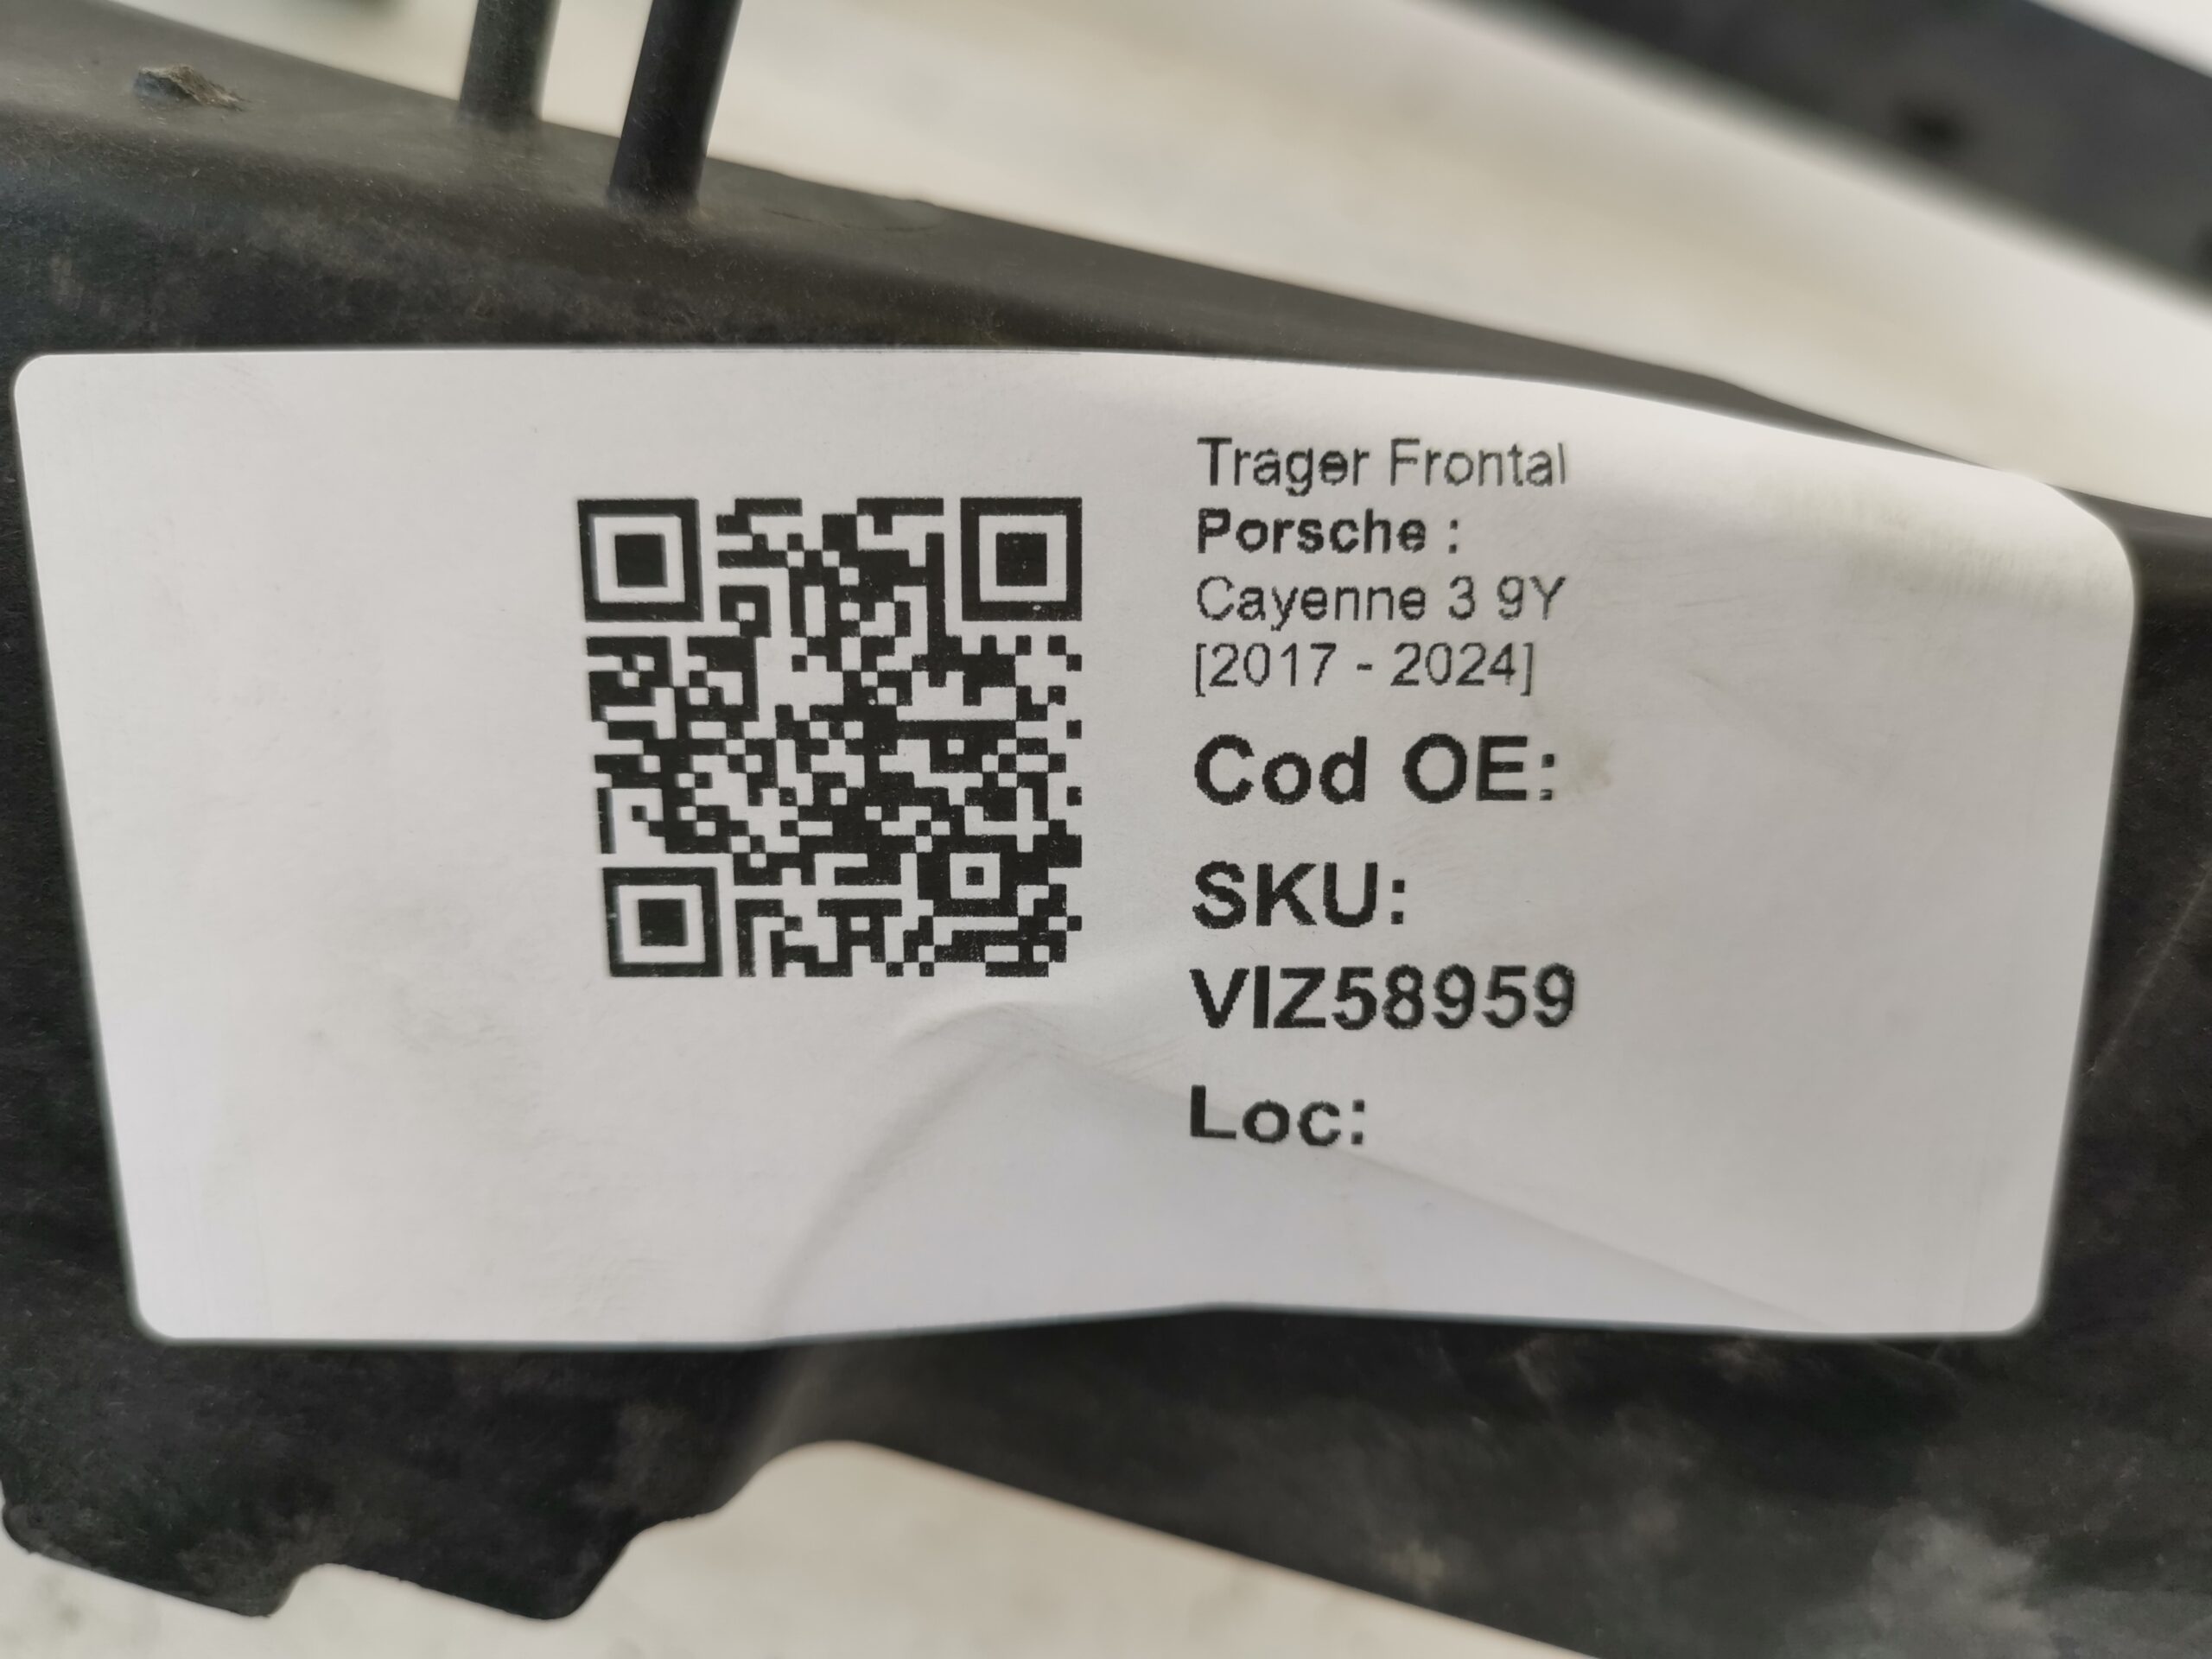 Trager Frontal
Porsche :
Cayenne 3 9Y
[2017 - 2024]
Cod OE:
SKU:
VIZ58959
Loc: